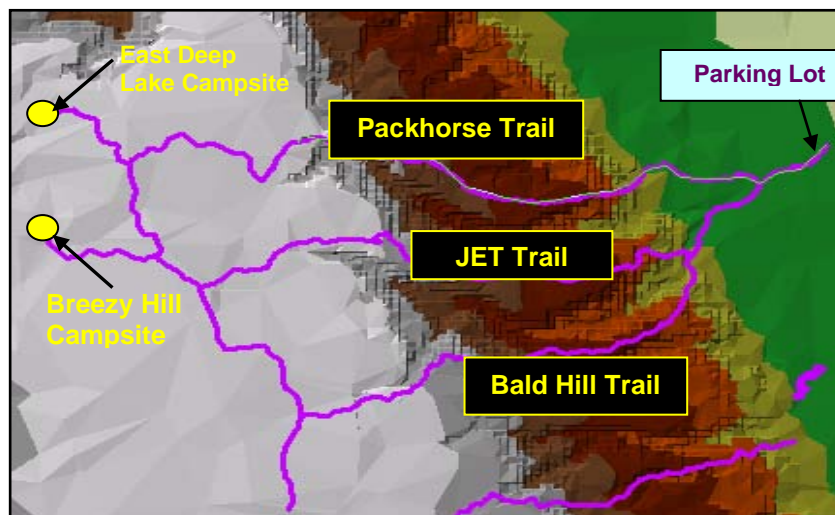 East Deep
Lake Campsite
Parking Lot
Packhorse Trail
JET Trail
Breezy Hill
Campsite
Bald Hill Trail